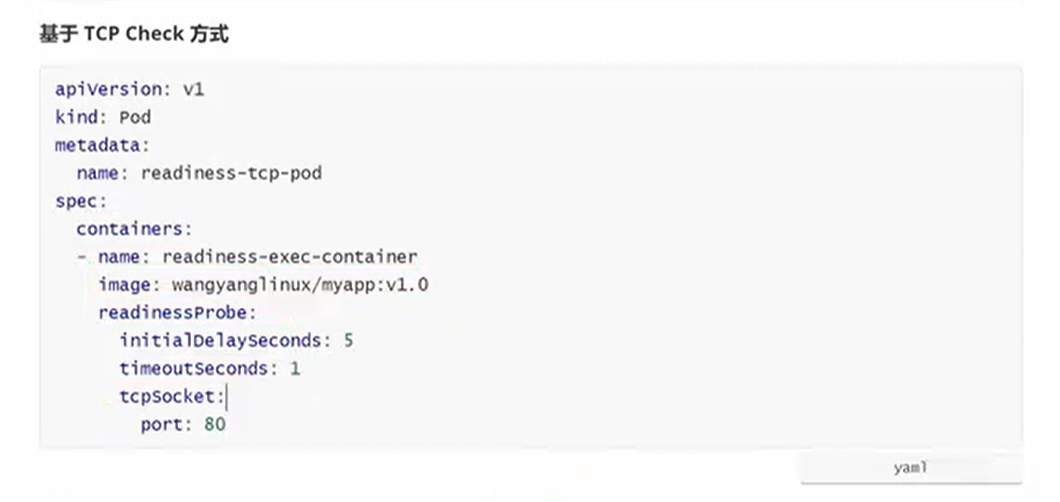 基于 TCP Check 方式
apiVersion: v1
kind: Pod
metadata:
  name: readiness-tcp-pod
spec:
  containers:
  - name: readiness-exec-container
    image: wangyanglinux/myapp:v1.0
    readinessProbe:
      initialDelaySeconds: 5
      timeoutSeconds: 1
      tcpSocket:
        port: 80
yaml